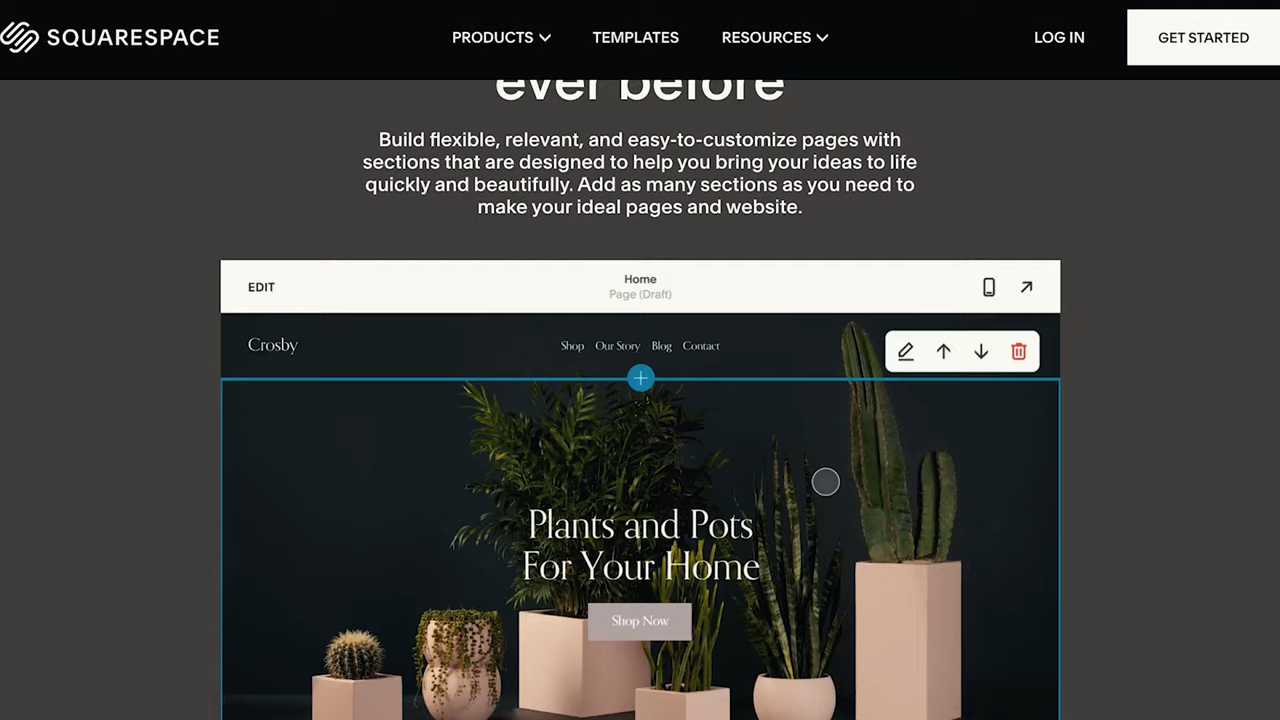 SQUARESPACE
PRODUCTS
TEMPLATES
RESOURCES
LOG IN
GET STARTED
ever before
Build flexible, relevant, and easy-to-customize pages with
sections that are designed to help you bring your ideas to life
quickly and beautifully. Add as many sections as you need to
make your ideal pages and website.
EDIT
Home
Page (Draft)
Crosby
Shop
Our Story
Blog
Contact
Plants and Pots
For Your Home
Shop Now